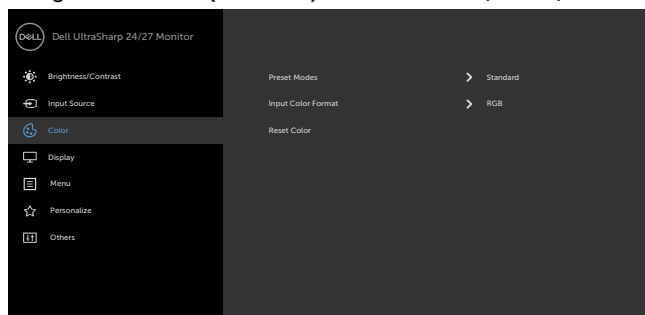 DELL Dell UltraSharp 24/27 Monitor
Brightness/Contrast
Preset Modes Standard
Input Source
Input Color Format RGB
Color
Reset Color
Display
Menu
Personalize
Others